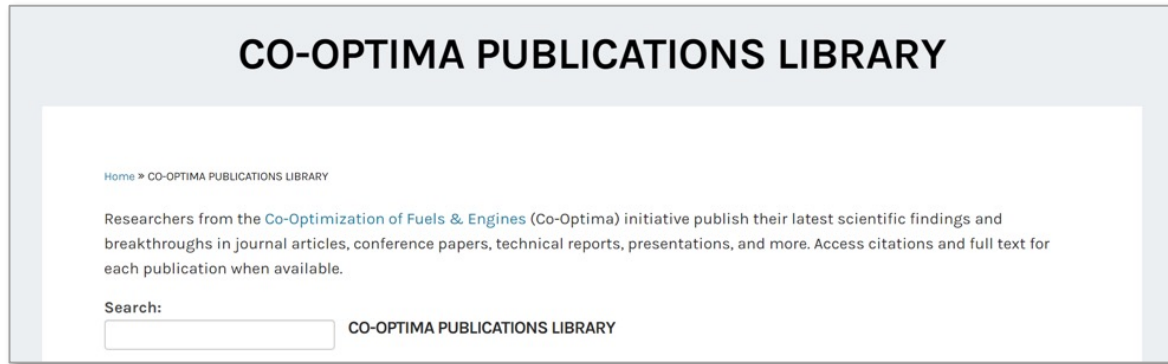 CO-OPTIMA PUBLICATIONS LIBRARY
Home » CO-OPTIMA PUBLICATIONS LIBRARY
Researchers from the Co-Optimization of Fuels & Engines (Co-Optima) initiative publish their latest scientific findings and
breakthroughs in journal articles, conference papers, technical reports, presentations, and more. Access citations and full text for
each publication when available.
Search:
CO-OPTIMA PUBLICATIONS LIBRARY